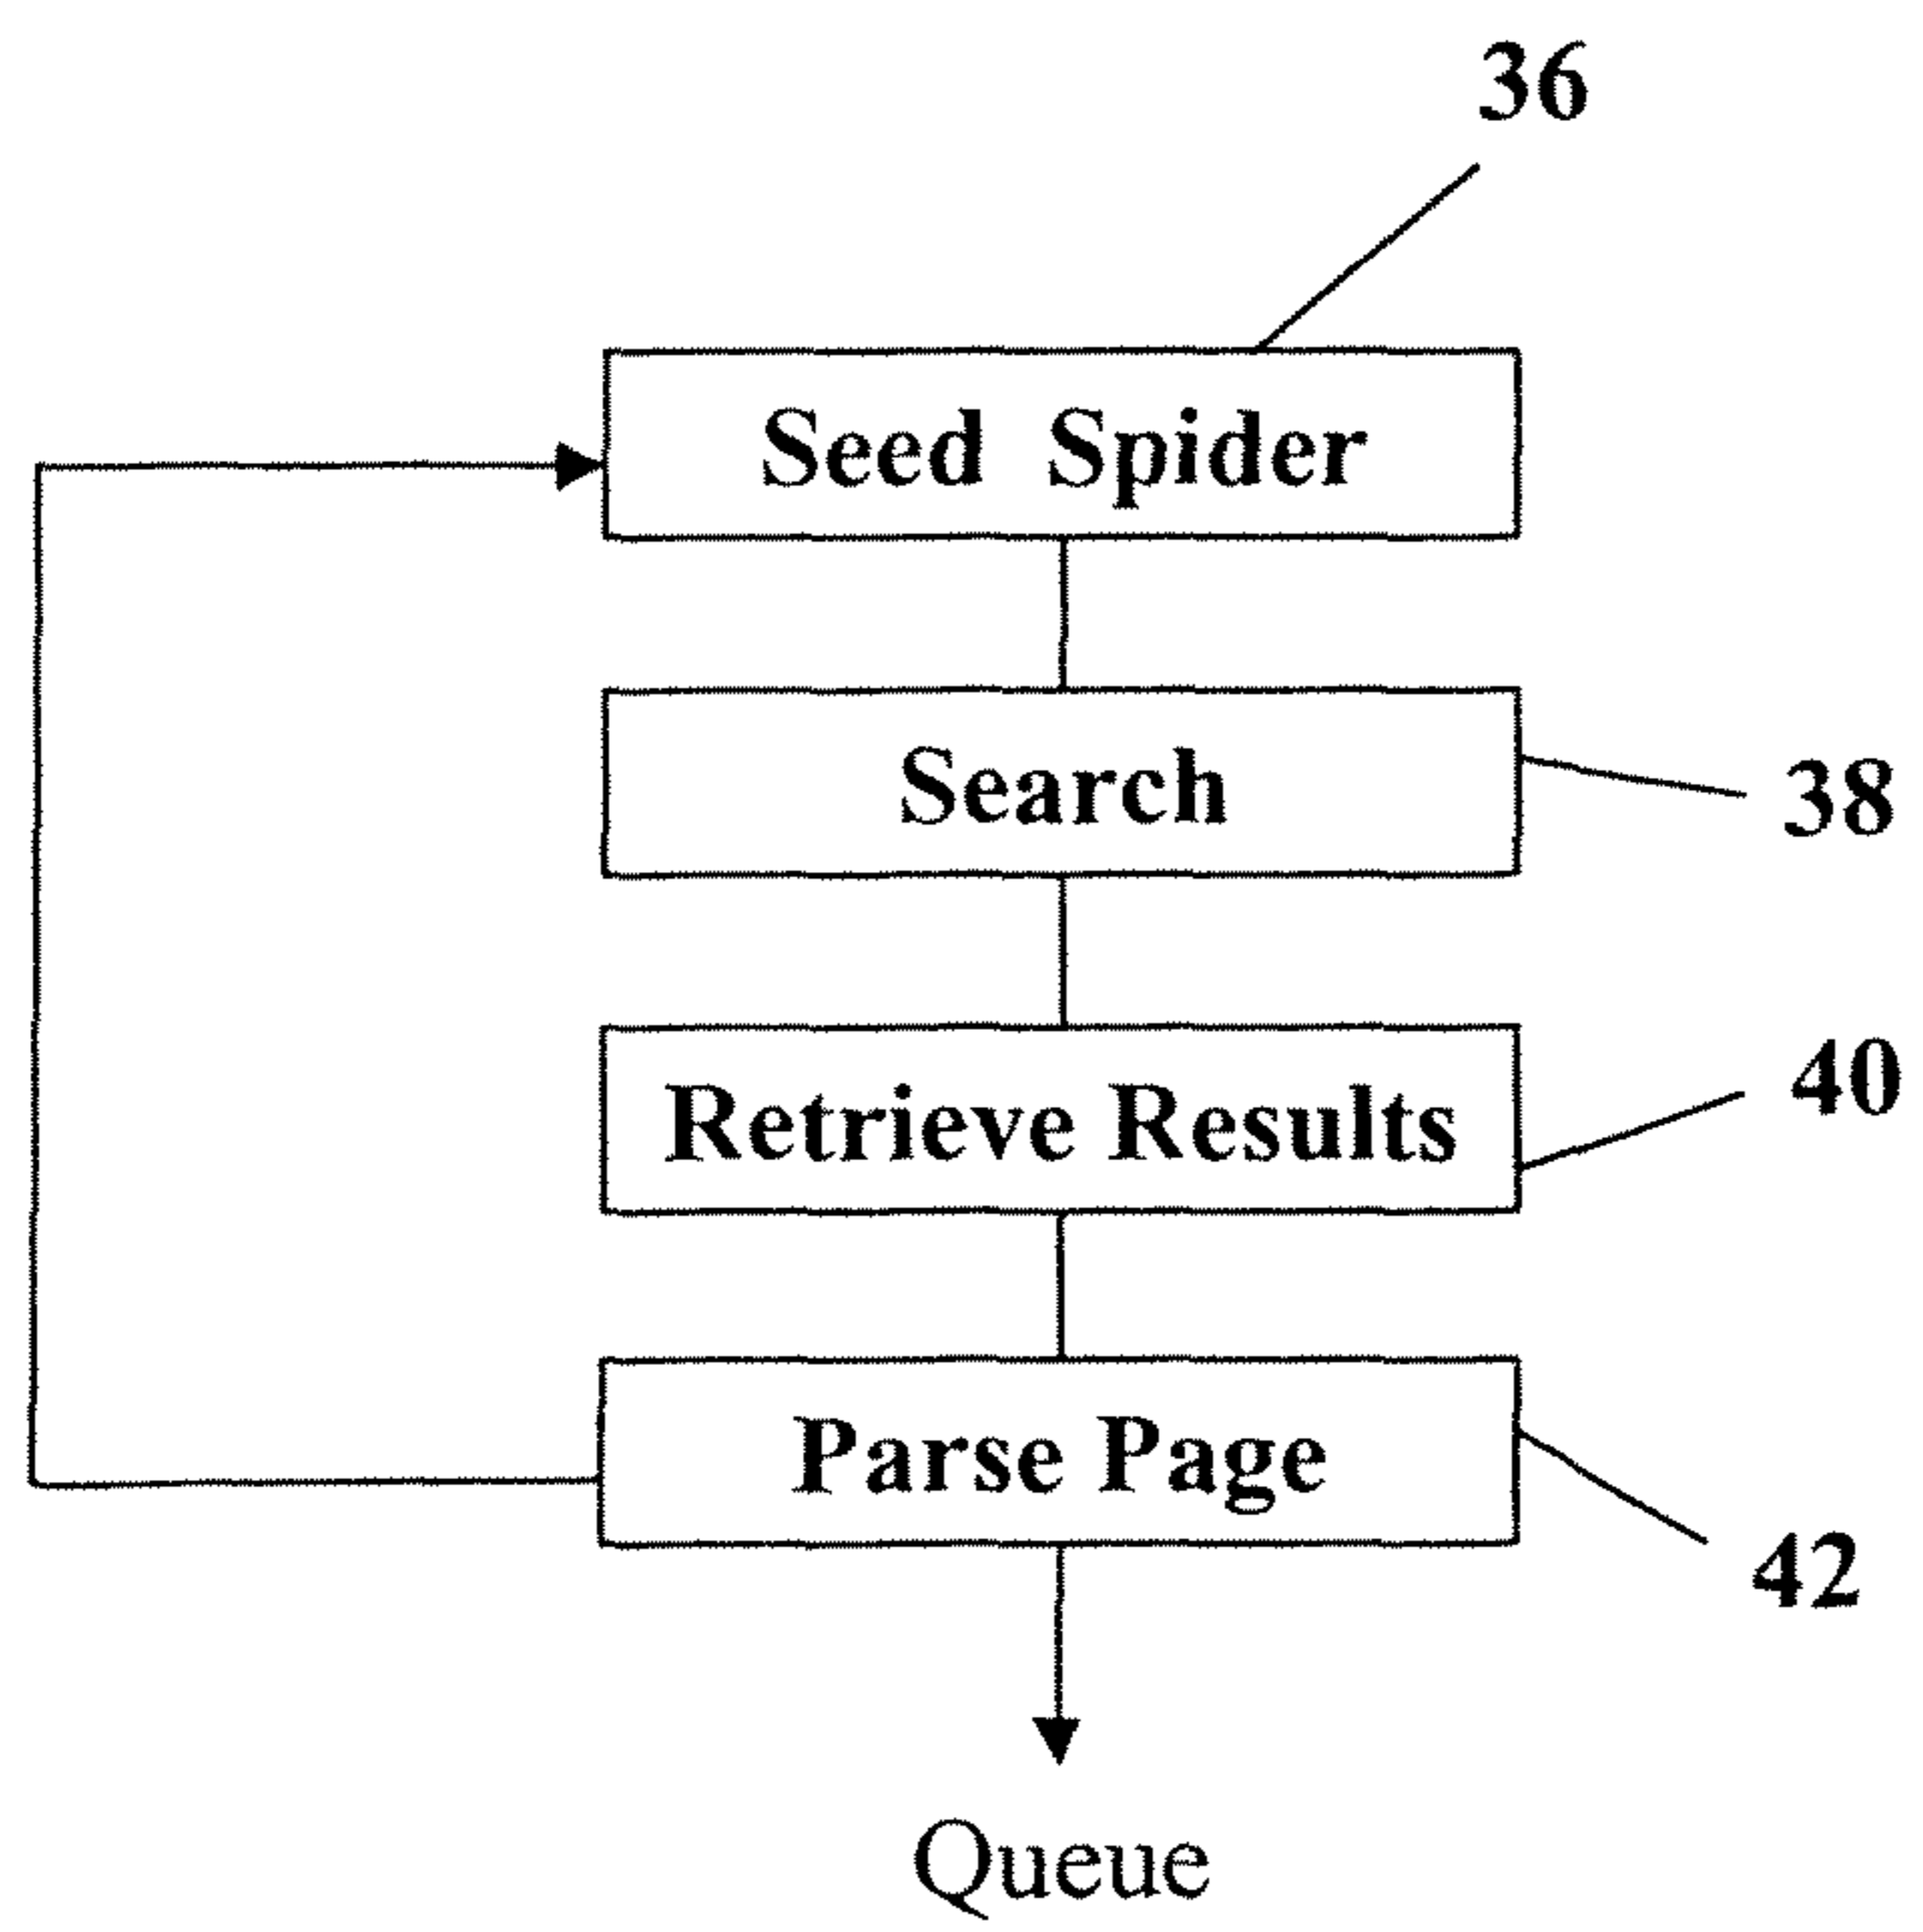 36
Seed Spider
Search
38
Retrieve Results
40
Parse Page
42
Queue